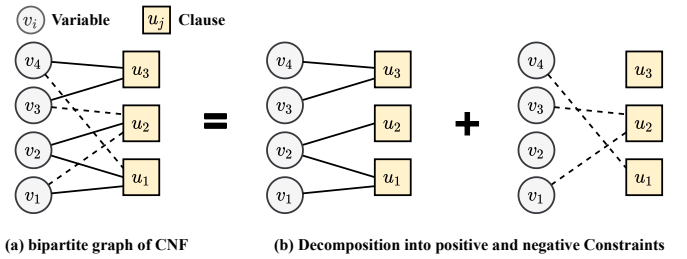 v_i Variable u_j Clause
v_4 u_3 v_4 u_3 v_4 u_3
v_3 v_3 v_3
u_2 = u_2 + u_2
v_2 v_2 v_2
u_1 u_1 u_1
v_1 v_1 v_1
(a) bipartite graph of CNF (b) Decomposition into positive and negative Constraints